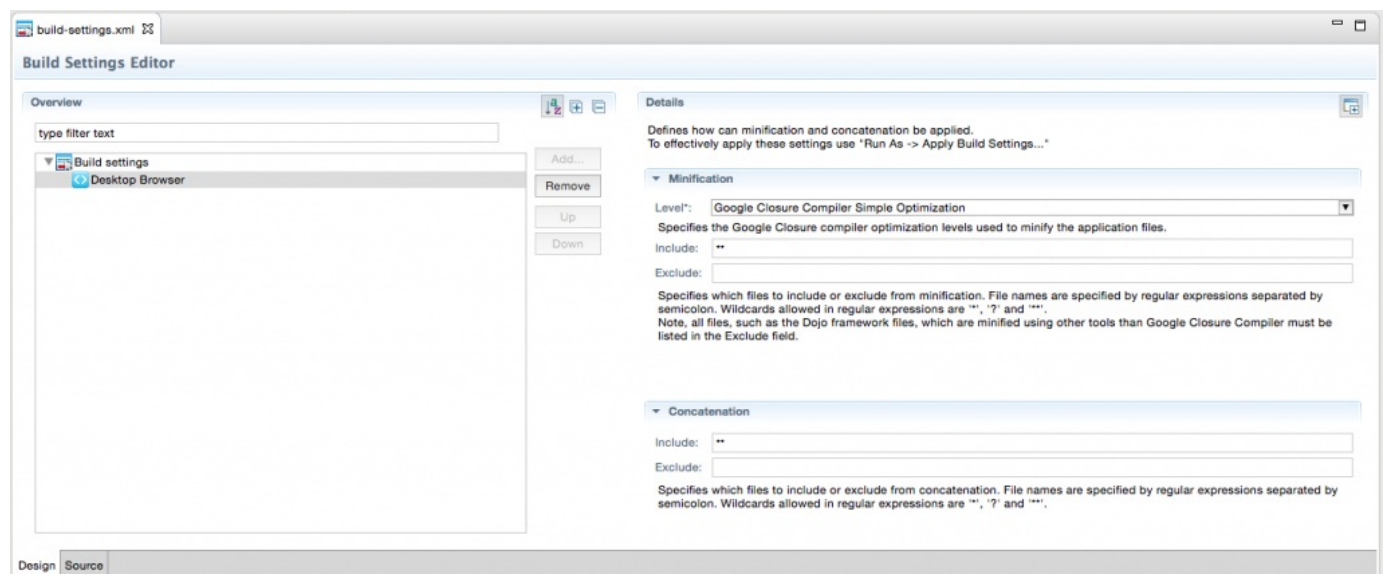 build-settings.xml
Build Settings Editor
Overview
type filter text
Build settings
Desktop Browser
Add...
Remove
Up
Down
Details
Defines how can minification and concatenation be applied.
To effectively apply these settings use "Run As -> Apply Build Settings..."
Minification
Level*: Google Closure Compiler Simple Optimization
Specifies the Google Closure compiler optimization levels used to minify the application files.
Include: **
Exclude:
Specifies which files to include or exclude from minification. File names are specified by regular expressions separated by
semicolon. Wildcards allowed in regular expressions are '*', '?' and '**'.
Note, all files, such as the Dojo framework files, which are minified using other tools than Google Closure Compiler must be
listed in the Exclude field.
Concatenation
Include: **
Exclude:
Specifies which files to include or exclude from concatenation. File names are specified by regular expressions separated by
semicolon. Wildcards allowed in regular expressions are '*', '?' and '**'.
Design Source